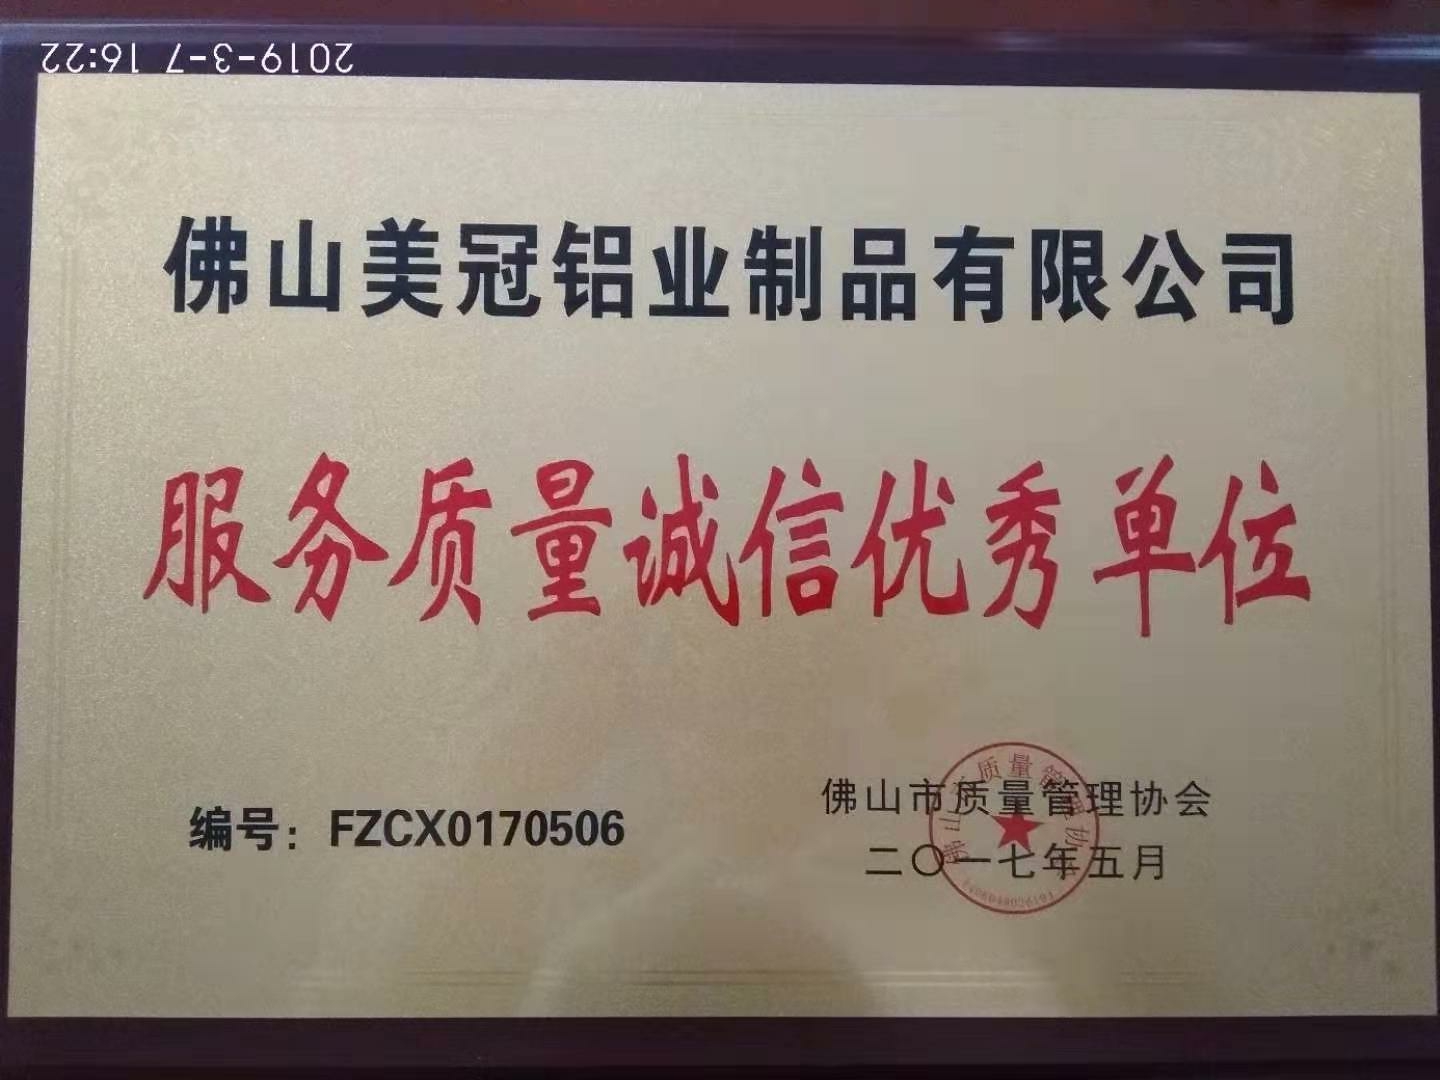 2019-3-7 16:22
佛山美冠铝业制品有限公司
服务质量诚信优秀单位
编号：FZCX0170506
佛山市质量管理协会
二〇一七年五月